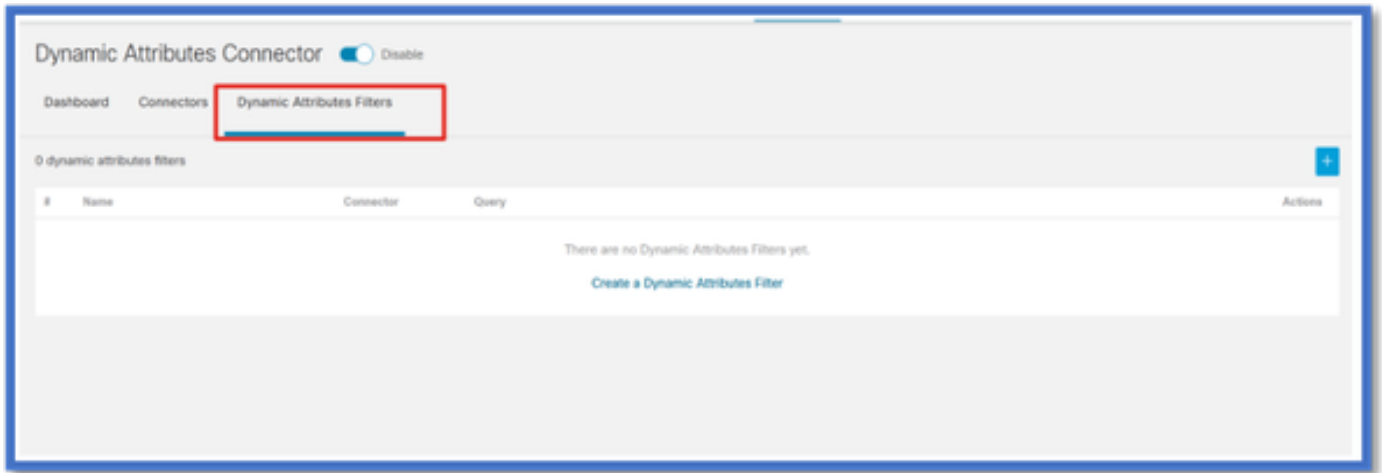 Dynamic Attributes Connector Disable
Dashboard Connectors Dynamic Attributes Filters
0 dynamic attributes filters +
# Name Connector Query Actions
There are no Dynamic Attributes Filters yet.
Create a Dynamic Attributes Filter